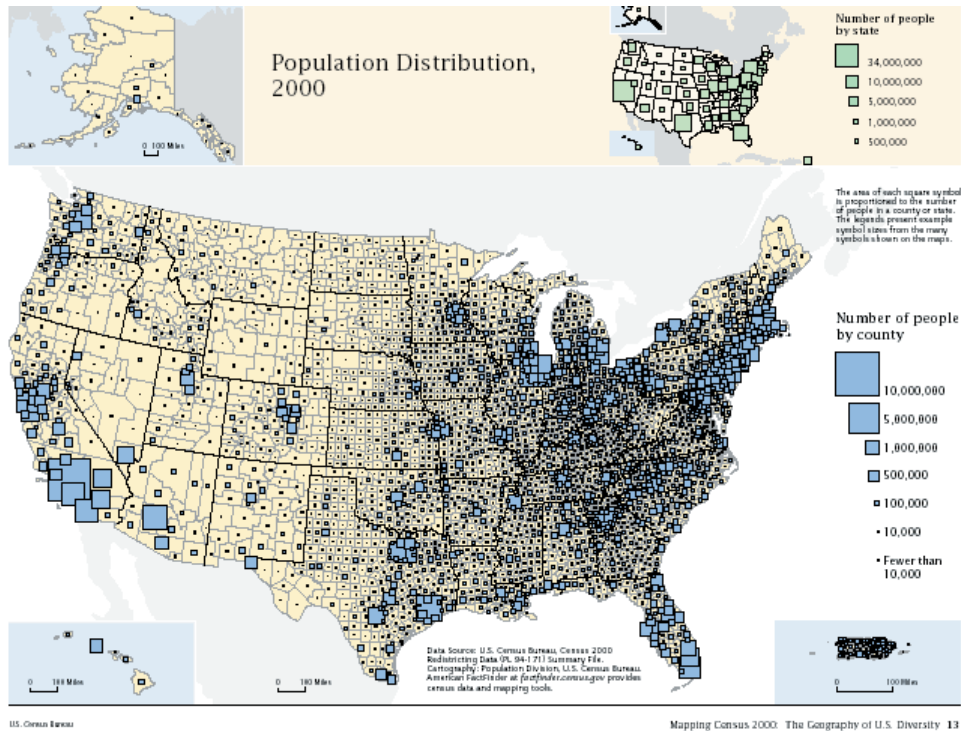 Population Distribution,
2000
Number of people
by state
34,000,000
10,000,000
5,000,000
1,000,000
500,000
0 100 Miles
The area of each square symbol
is proportioned to the number
of people in a county or state.
The legends present example
symbol sizes from the many
symbols shown on the maps.
Number of people
by county
10,000,000
5,000,000
1,000,000
500,000
100,000
10,000
Fewer than
10,000
Data Source: U.S. Census Bureau, Census 2000
Redistricting Data (PL 94-171) Summary File.
Cartography: Population Division, U.S. Census Bureau.
American FactFinder at factfinder.census.gov provides
census data and mapping tools.
0 100 Miles
0 100 Miles
0 100 Miles
U.S. Census Bureau
Mapping Census 2000: The Geography of U.S. Diversity 13